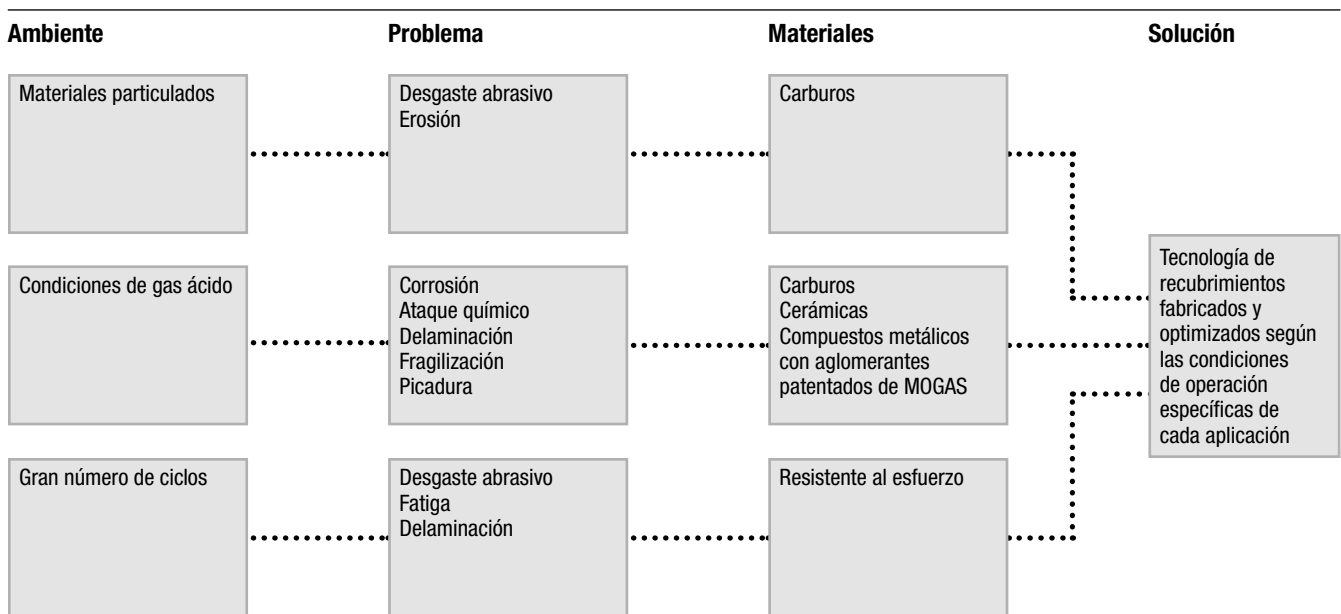 Ambiente
Problema
Materiales
Solución
Materiales particulados
Desgaste abrasivo
Erosión
Carburos
Condiciones de gas ácido
Corrosión
Ataque químico
Delaminación
Fragilización
Picadura
Carburos
Cerámicas
Compuestos metálicos
con aglomerantes
patentados de MOGAS
Gran número de ciclos
Desgaste abrasivo
Fatiga
Delaminación
Resistente al esfuerzo
Tecnología de
recubrimientos
fabricados y
optimizados según
las condiciones
de operación
específicas de
cada aplicación